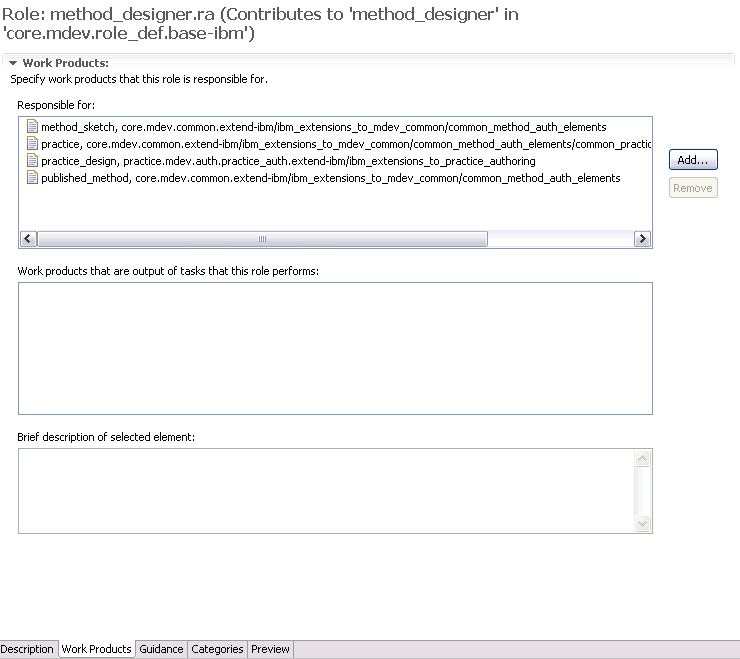 Role: method_designer.ra (Contributes to 'method_designer' in
'core.mdev.role_def.base-ibm')
Work Products:
Specify work products that this role is responsible for.
Responsible for:
method_sketch, core.mdev.common.extend-ibm/ibm_extensions_to_mdev_common/common_method_auth_elements
practice, core.mdev.common.extend-ibm/ibm_extensions_to_mdev_common/common_method_auth_elements/common_practic
practice_design, practice.mdev.auth.practice_auth.extend-ibm/ibm_extensions_to_practice_authoring
published_method, core.mdev.common.extend-ibm/ibm_extensions_to_mdev_common/common_method_auth_elements
Add...
Remove
Work products that are output of tasks that this role performs:
Brief description of selected element:
Description Work Products Guidance Categories Preview